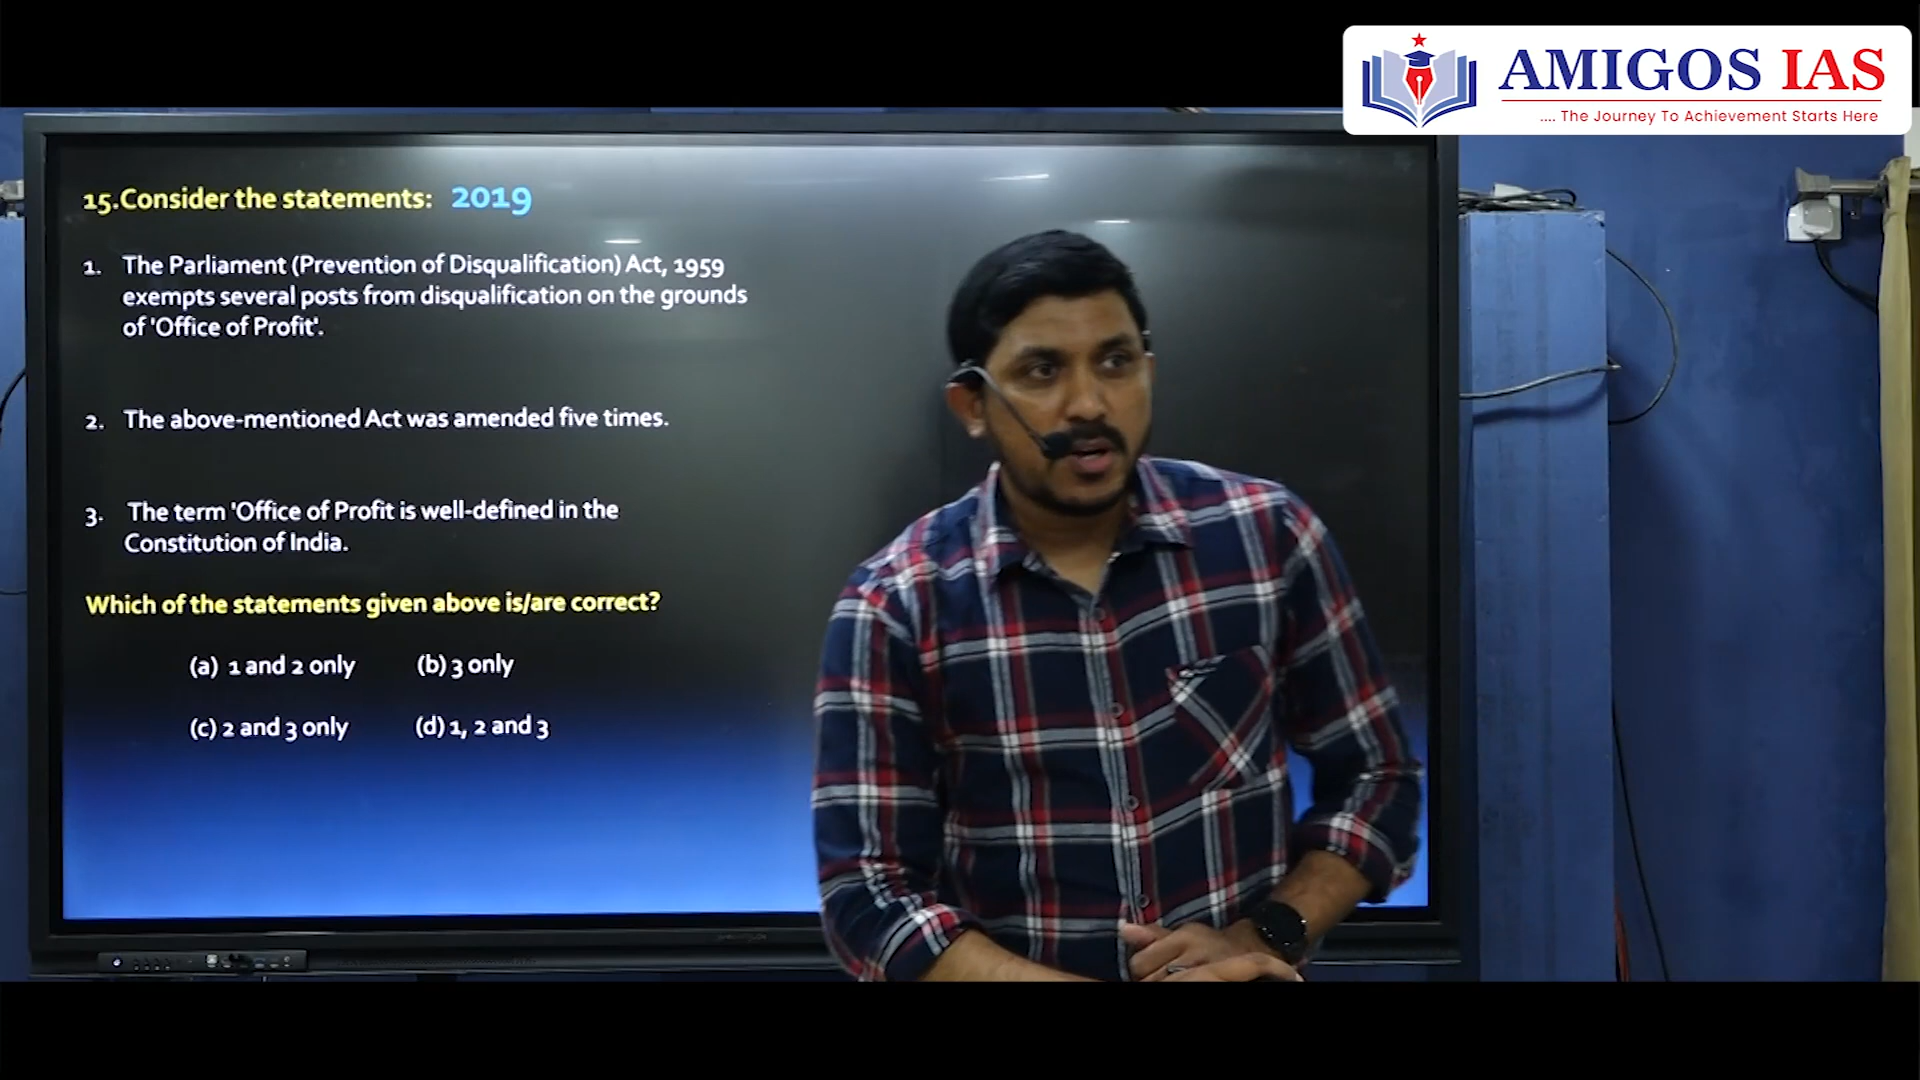 AMIGOS IAS
.... The Journey To Achievement Starts Here
15.Consider the statements: 2019
1. The Parliament (Prevention of Disqualification) Act, 1959
exempts several posts from disqualification on the grounds
of 'Office of Profit'.
2. The above-mentioned Act was amended five times.
3. The term 'Office of Profit is well-defined in the
Constitution of India.
Which of the statements given above is/are correct?
(a) 1 and 2 only (b) 3 only
(c) 2 and 3 only (d) 1, 2 and 3